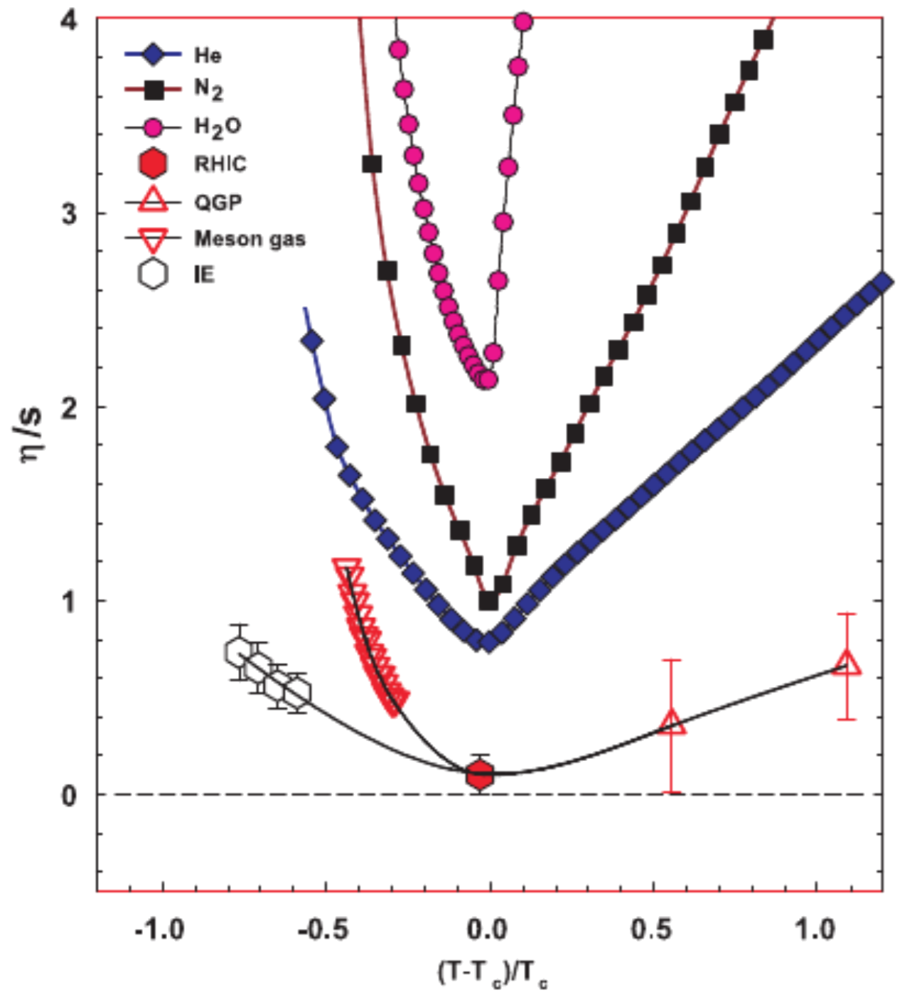 4
3
2
1
0
η/s
He
N2
H2O
RHIC
QGP
Meson gas
IE
-1.0 -0.5 0.0 0.5 1.0
(T-Tc)/Tc